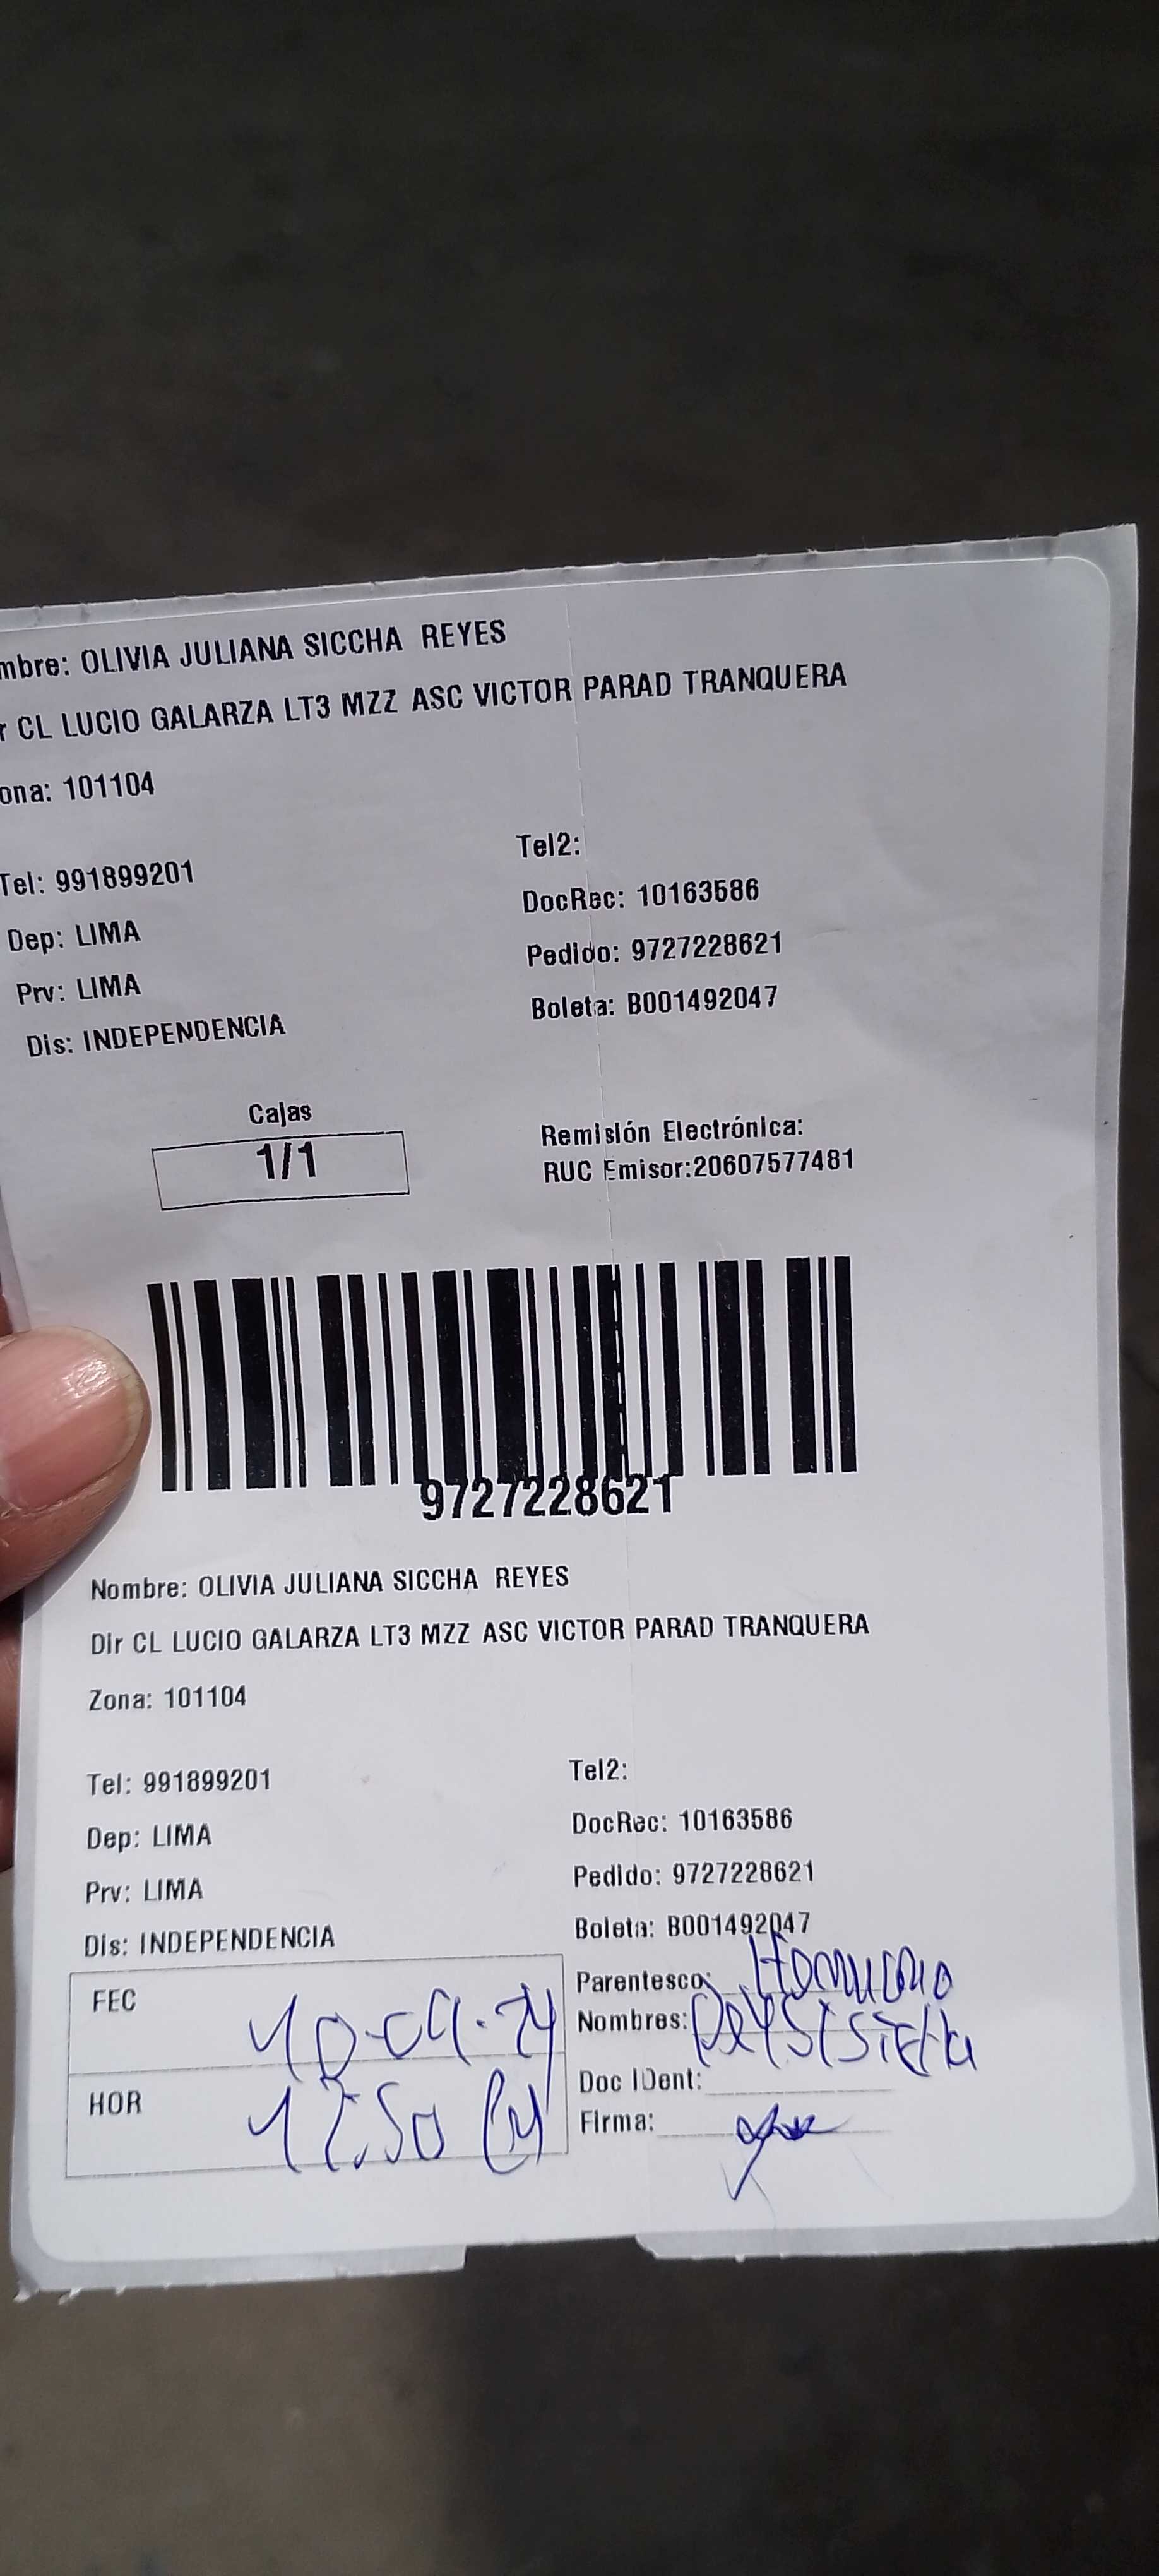 mbre: OLIVIA JULIANA SICCHA REYES
r CL LUCIO GALARZA LT3 MZZ ASC VICTOR PARAD TRANQUERA
ona: 101104
Tel: 991899201
Tel2:
Dep: LIMA
DocRec: 10163586
Prv: LIMA
Pedido: 9727228621
Dis: INDEPENDENCIA
Boleta: B001492047
Cajas
1/1
Remisión Electrónica:
RUC Emisor:20607577481
9727228621
Nombre: OLIVIA JULIANA SICCHA REYES
Dir CL LUCIO GALARZA LT3 MZZ ASC VICTOR PARAD TRANQUERA
Zona: 101104
Tel: 991899201
Tel2:
Dep: LIMA
DocRec: 10163586
Prv: LIMA
Pedido: 9727228621
Dis: INDEPENDENCIA
Boleta: B001492047
FEC 10-09-24
Parentesco:
Nombres:
HOR
Doc IDent:
Firma: